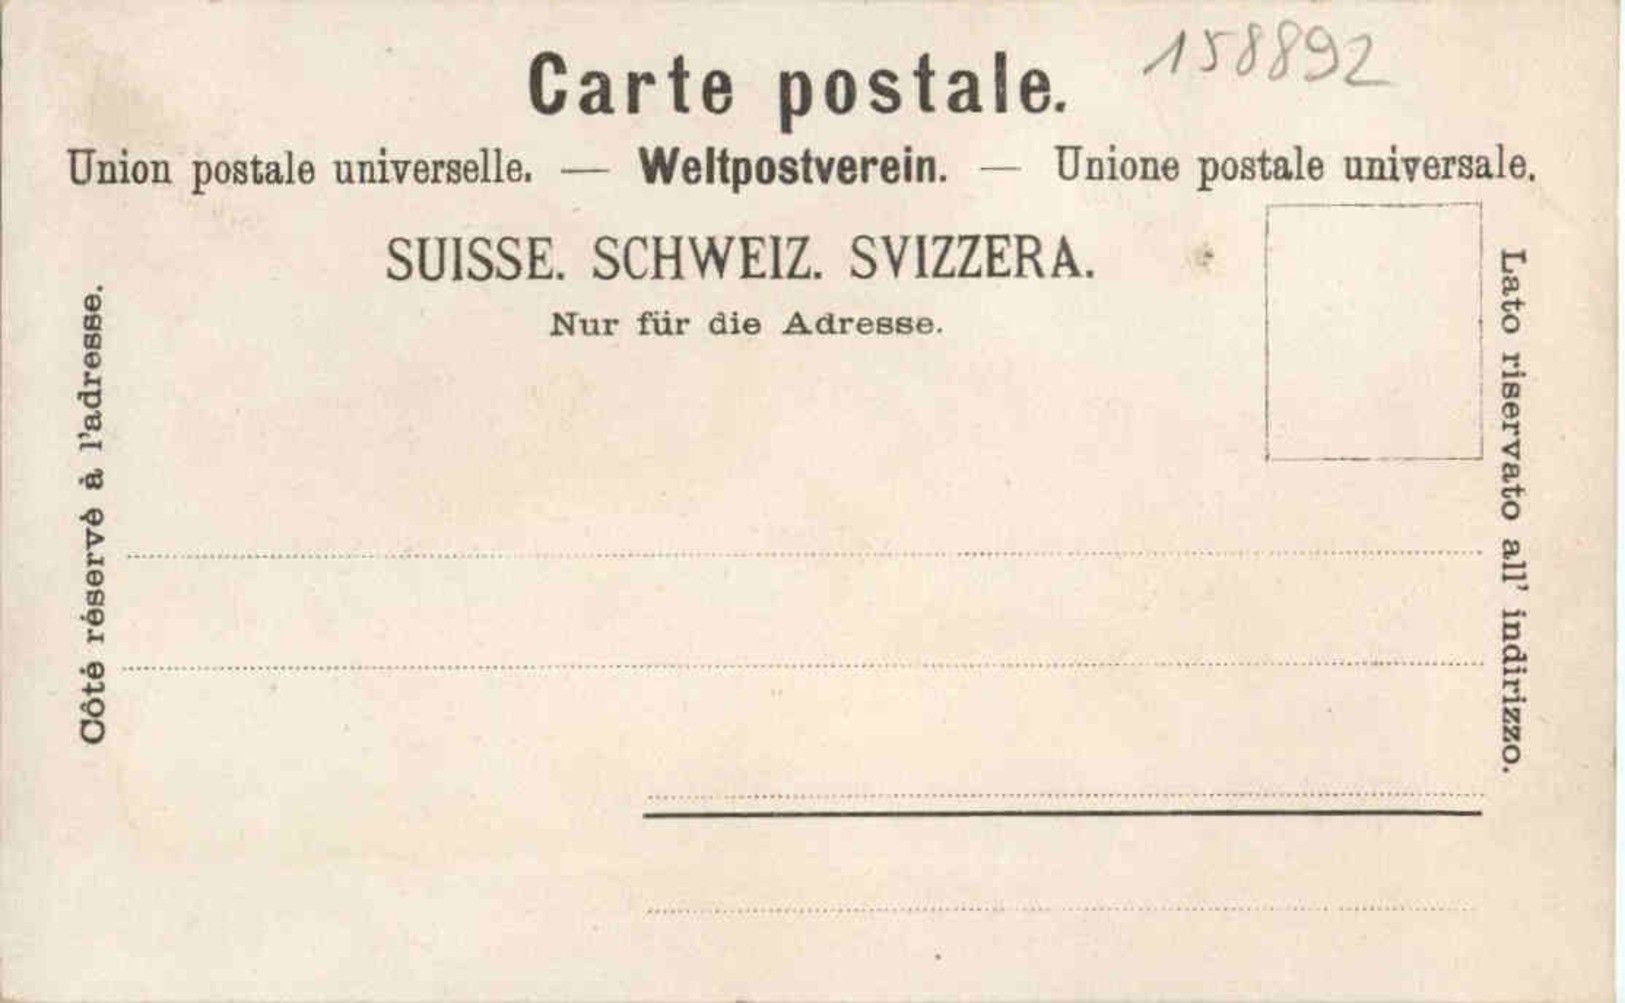 158892
Carte postale.
Union postale universelle. — Weltpostverein. — Unione postale universale.
SUISSE. SCHWEIZ. SVIZZERA.
Nur für die Adresse.
Côté réservé à l'adresse.
Lato riservato all' indirizzo.